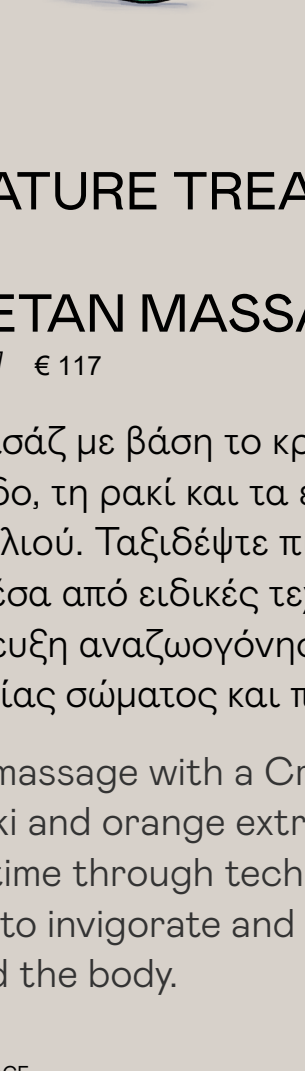 ATURE TREA
ETAN MASSA
€ 117
σάζ με βάση το κρ
δο, τη ρακί και τα ε
λιού. Ταξιδέψτε π
έσα από ειδικές τεχ
ευξη αναζωογόνησ
ίας σώματος και π
massage with a Cr
ki and orange extr
time through tech
to invigorate and
d the body.